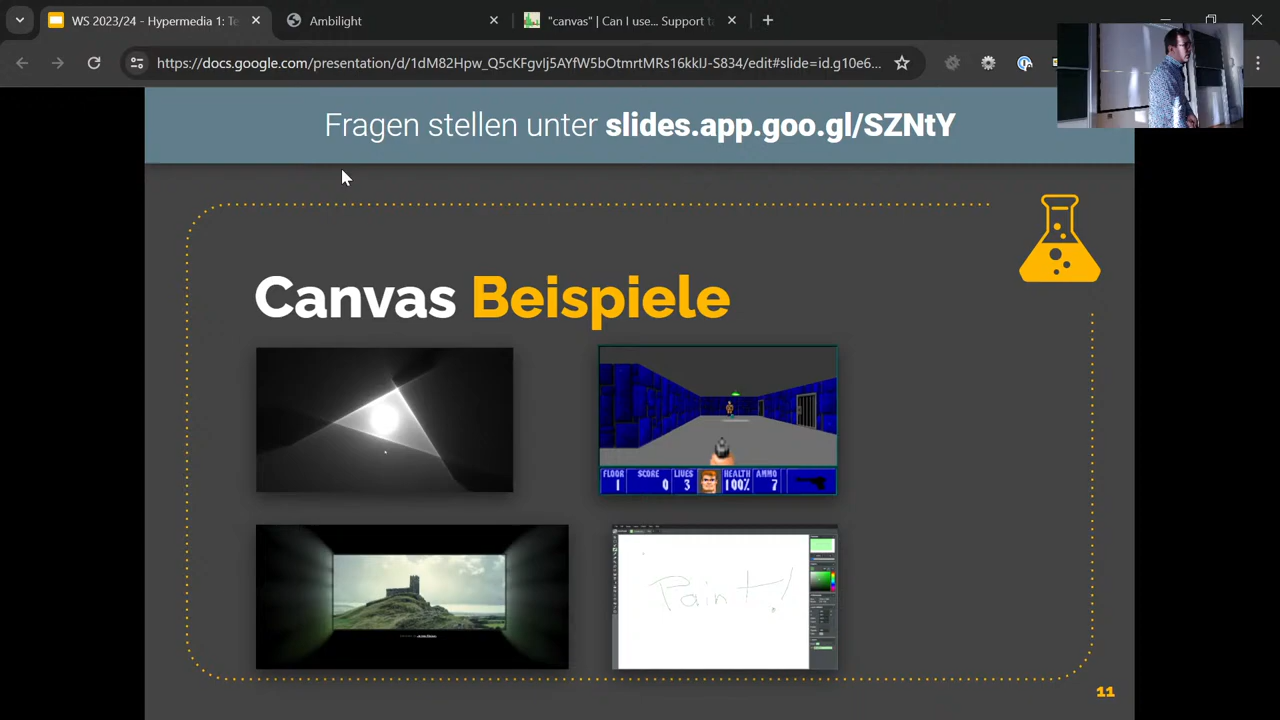 WS 2023/24 - Hypermedia 1: Te
Ambilight
"canvas" | Can I use... Support ta
https://docs.google.com/presentation/d/1dM82Hpw_Q5cKFgvIj5AYfW5bOtmrtMRs16kkIJ-S834/edit#slide=id.g10e6...
Fragen stellen unter slides.app.goo.gl/SZNtY
Canvas Beispiele
FLOOR SCORE LIVES HEALTH AMMO
1 0 3 100% 7
Paint!
11